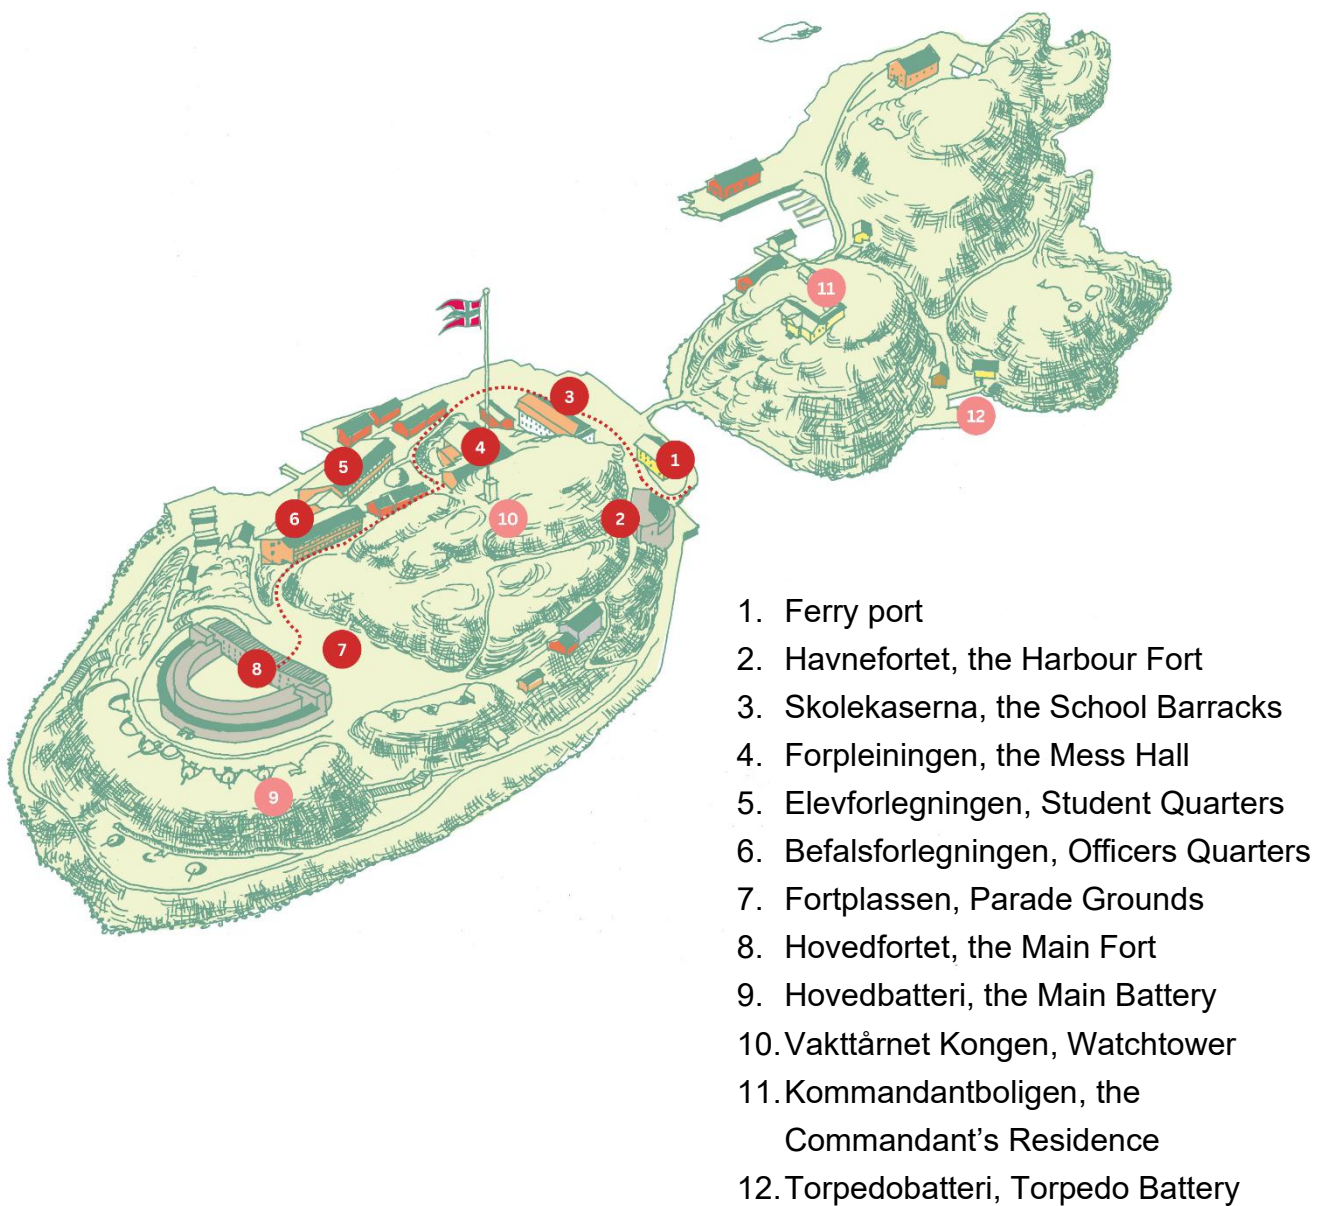 3
11
12
4
1
5
6
10
2
7
8
9
1. Ferry port
2. Havnefortet, the Harbour Fort
3. Skolekaserna, the School Barracks
4. Forpleiningen, the Mess Hall
5. Elevforlegningen, Student Quarters
6. Befalsforlegningen, Officers Quarters
7. Fortplassen, Parade Grounds
8. Hovedfortet, the Main Fort
9. Hovedbatteri, the Main Battery
10. Vakttårnet Kongen, Watchtower
11. Kommandantboligen, the
Commandant’s Residence
12. Torpedobatteri, Torpedo Battery